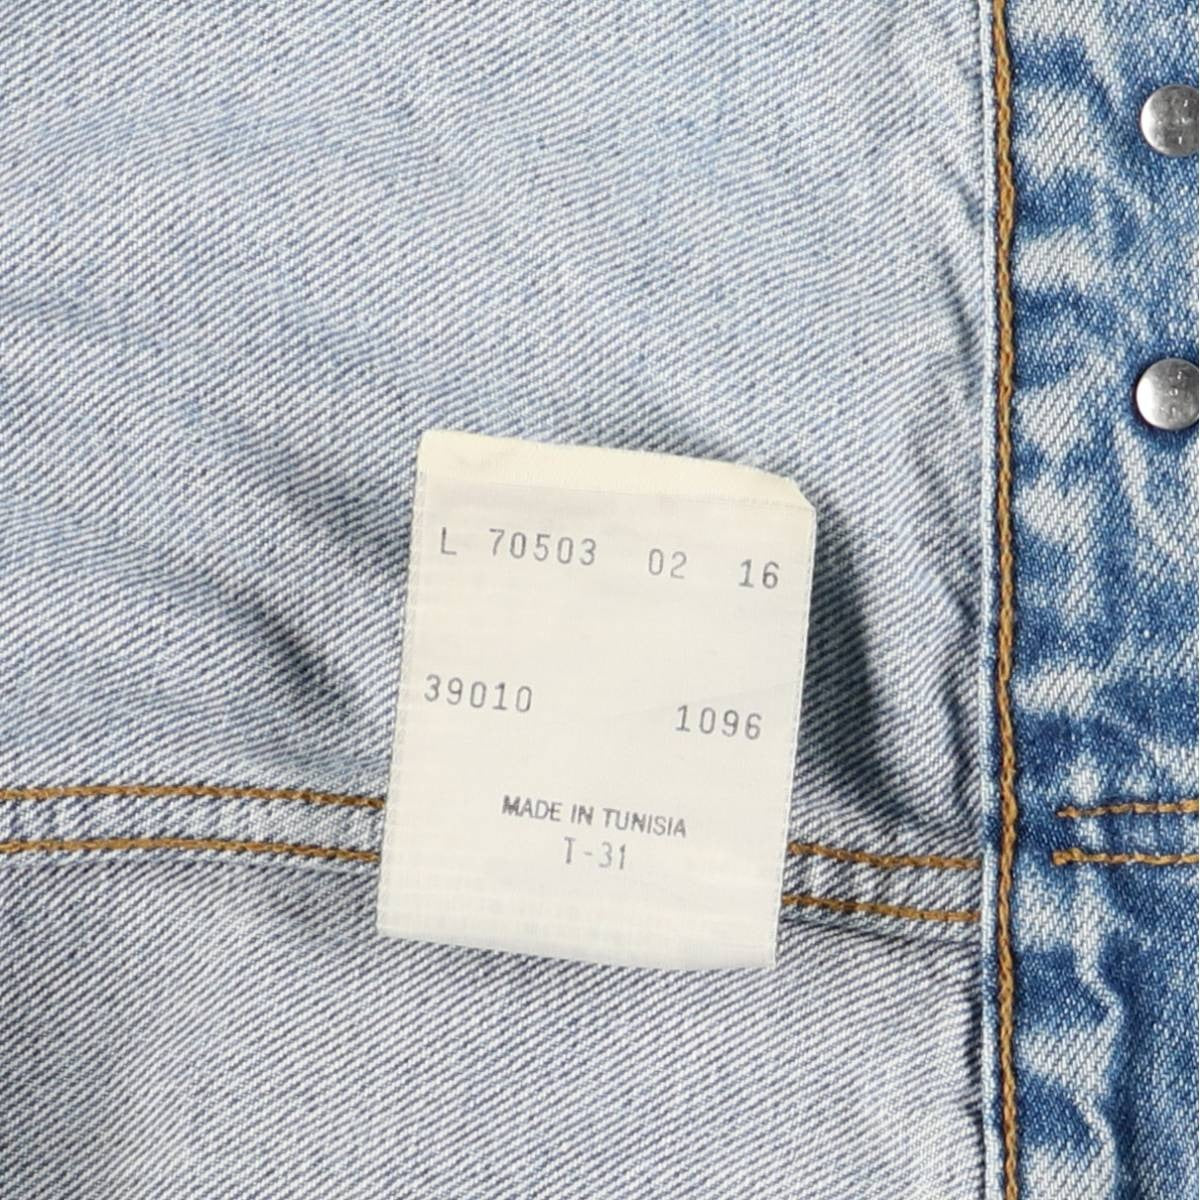 L 70503 02 16
39010 1096
MADE IN TUNISIA
T-31